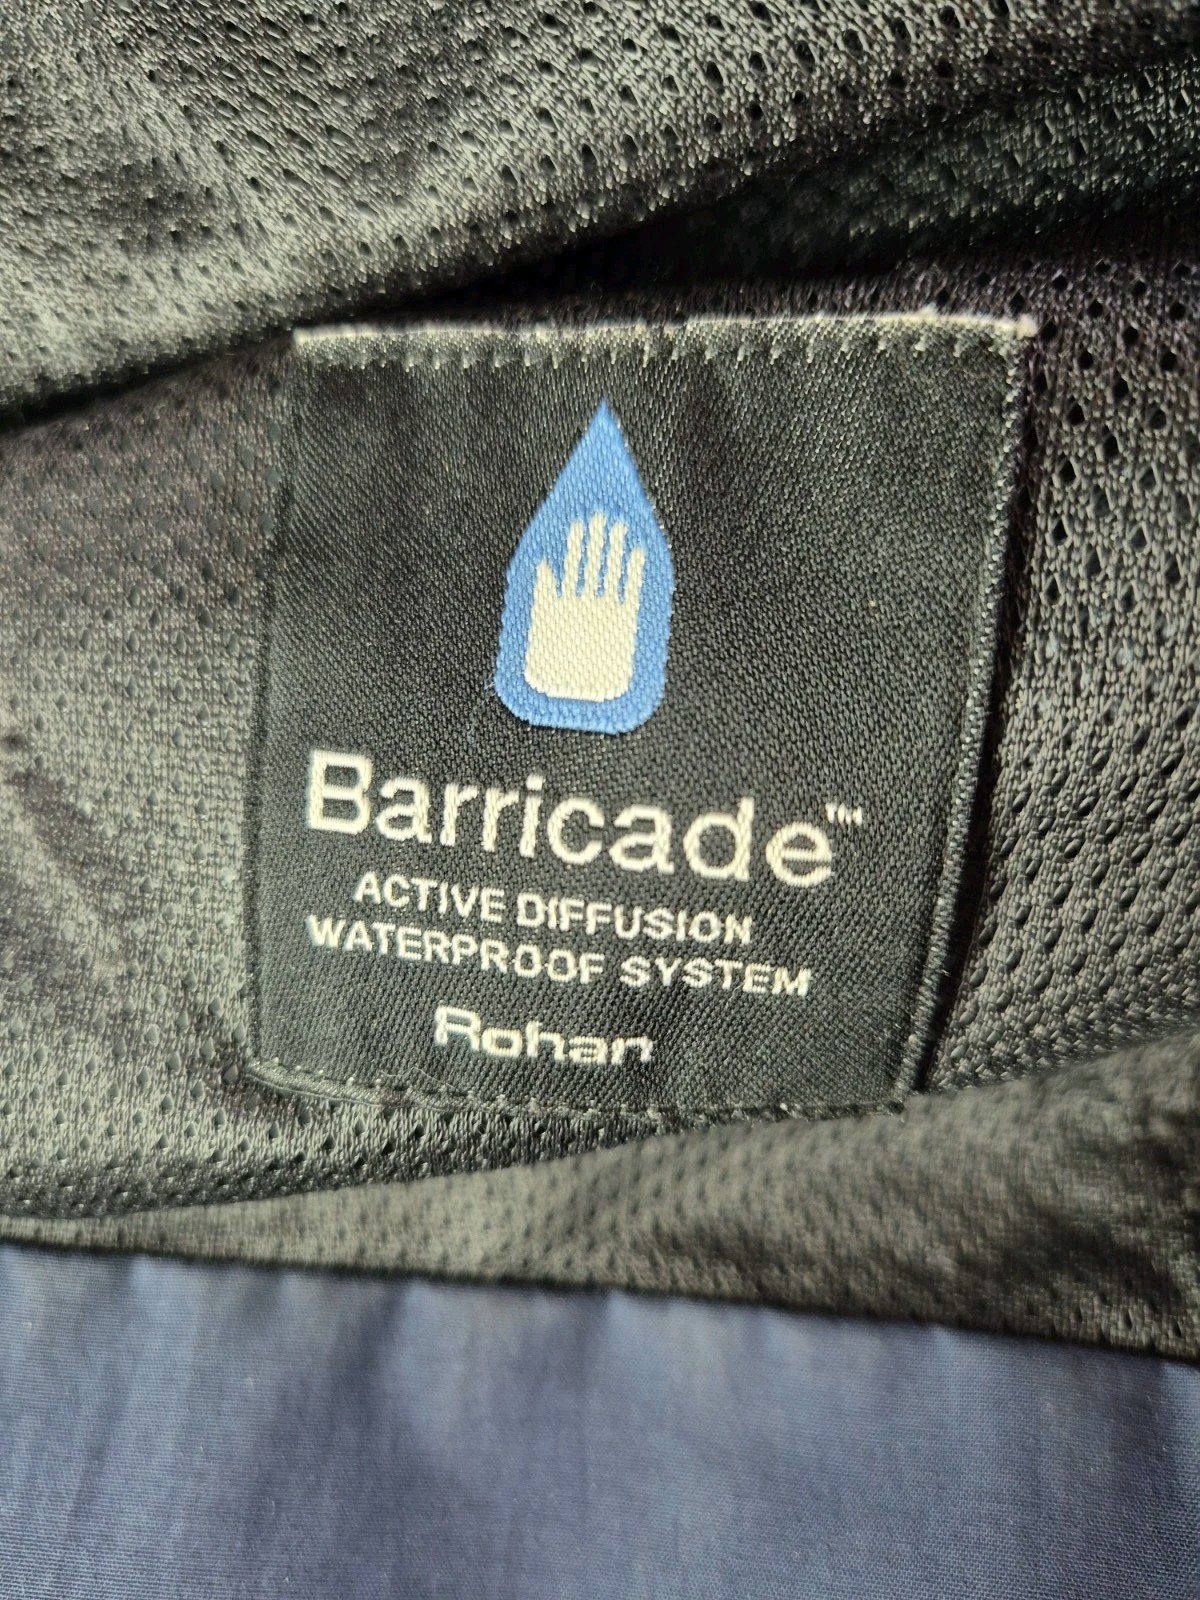 Barricade™
ACTIVE DIFFUSION
WATERPROOF SYSTEM
Rohan